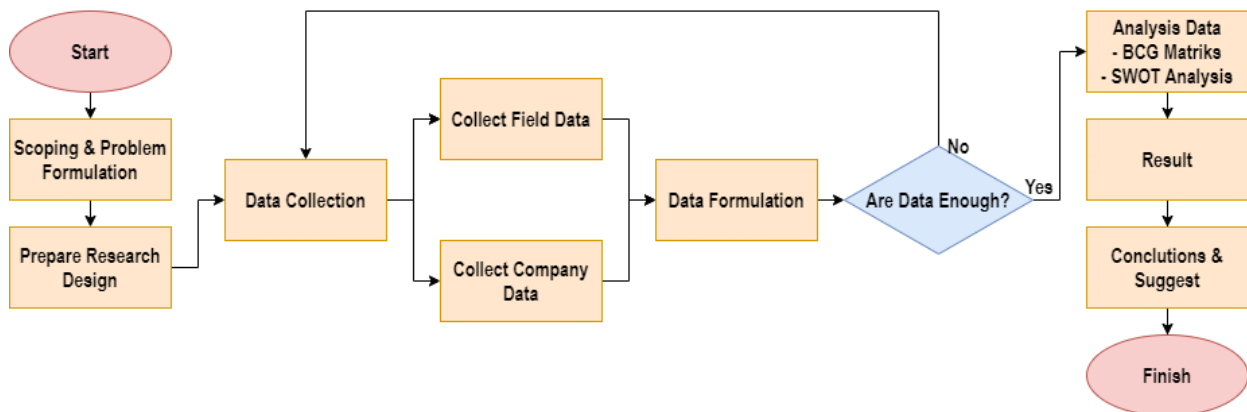 Start
Scoping & Problem
Formulation
Prepare Research
Design
Data Collection
Collect Field Data
Collect Company
Data
Data Formulation
Are Data Enough?
No
Yes
Analysis Data
- BCG Matriks
- SWOT Analysis
Result
Conclutions &
Suggest
Finish